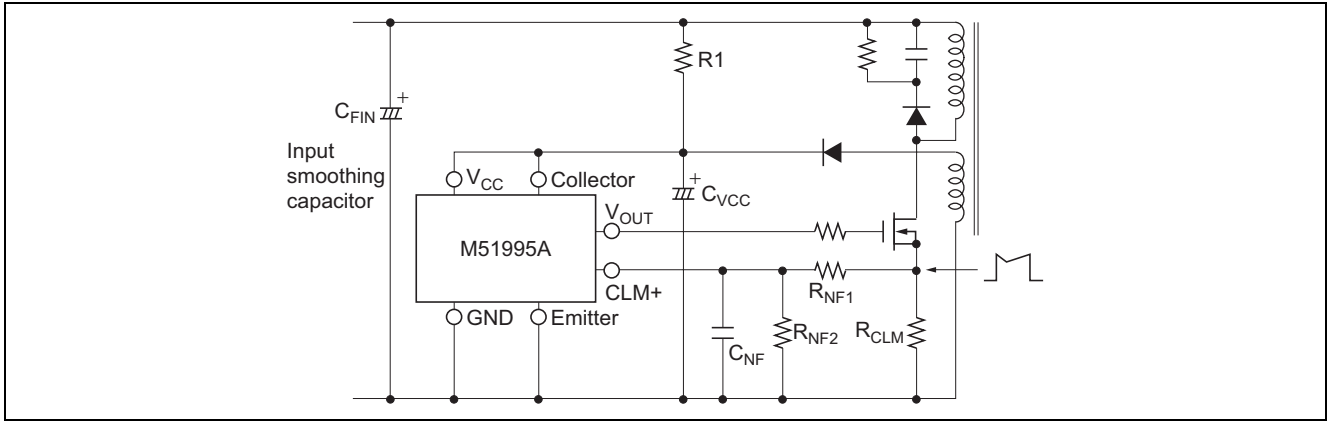 R1
C_FIN
Input
smoothing
capacitor
V_CC
Collector
C_VCC
V_OUT
M51995A
CLM+
R_NF1
GND
Emitter
C_NF
R_NF2
R_CLM